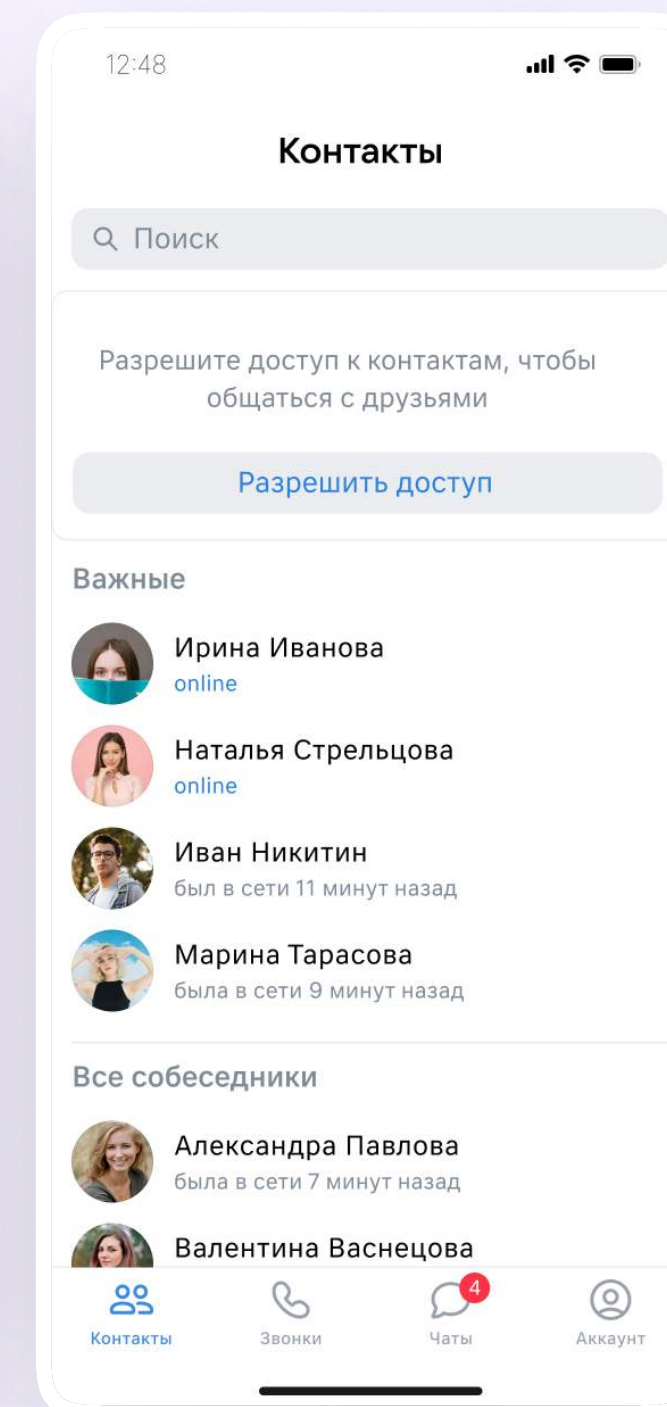 12:48
Контакты
Поиск
Разрешите доступ к контактам, чтобы
общаться с друзьями
Разрешить доступ
Важные
Ирина Иванова
online
Наталья Стрельцова
online
Иван Никитин
был в сети 11 минут назад
Марина Тарасова
была в сети 9 минут назад
Все собеседники
Александра Павлова
была в сети 7 минут назад
Валентина Васнецова
4
Контакты
Звонки
Чаты
Аккаунт